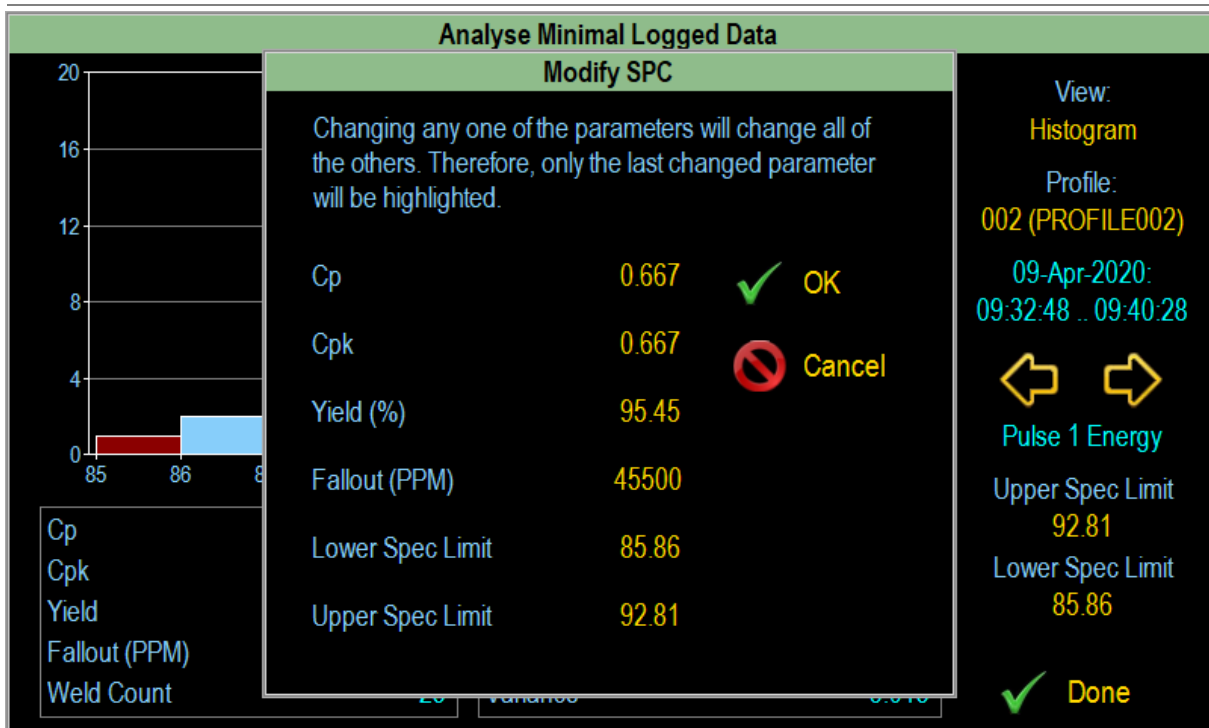 Analyse Minimal Logged Data
Modify SPC
Changing any one of the parameters will change all of
the others. Therefore, only the last changed parameter
will be highlighted.
Cp 0.667
Cpk 0.667
Yield (%) 95.45
Fallout (PPM) 45500
Lower Spec Limit 85.86
Upper Spec Limit 92.81
OK
Cancel
20
16
12
8
4
0
85 86 8
Cp
Cpk
Yield
Fallout (PPM)
Weld Count
View:
Histogram
Profile:
002 (PROFILE002)
09-Apr-2020:
09:32:48 .. 09:40:28
Pulse 1 Energy
Upper Spec Limit
92.81
Lower Spec Limit
85.86
Done